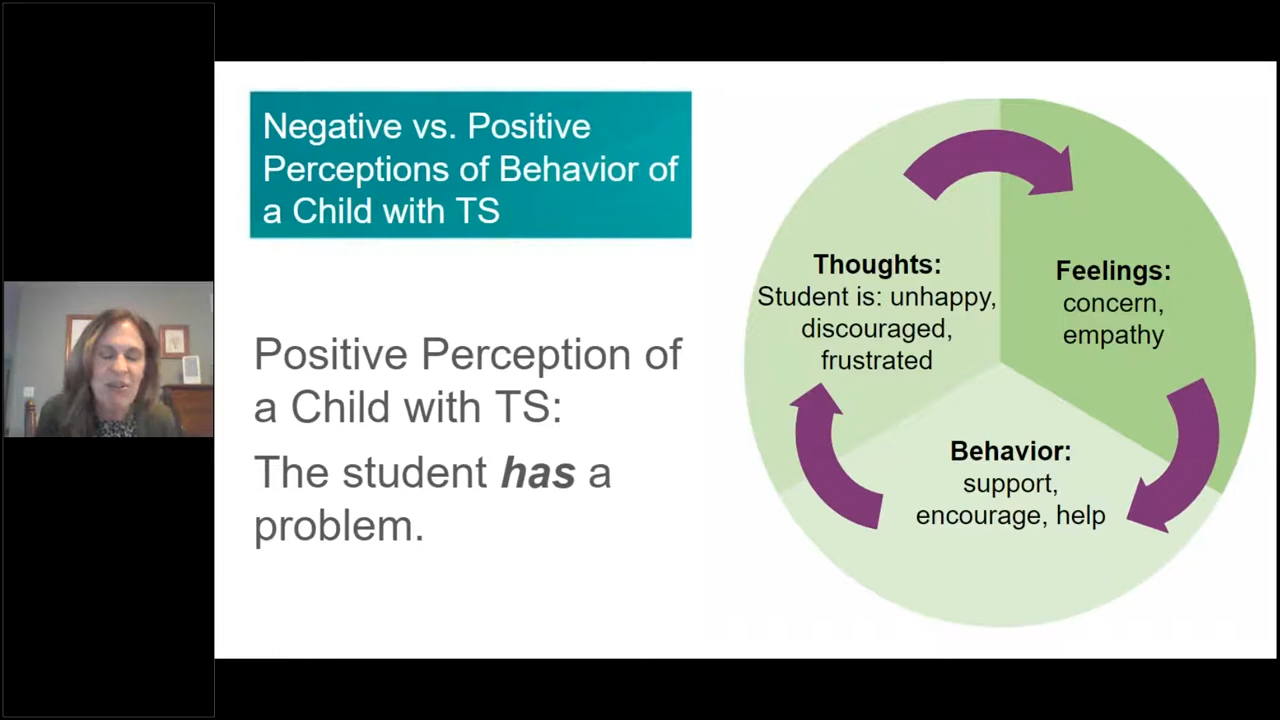 Negative vs. Positive
Perceptions of Behavior of
a Child with TS
Positive Perception of
a Child with TS:
The student has a
problem.
Thoughts:
Student is: unhappy,
discouraged,
frustrated
Feelings:
concern,
empathy
Behavior:
support,
encourage, help